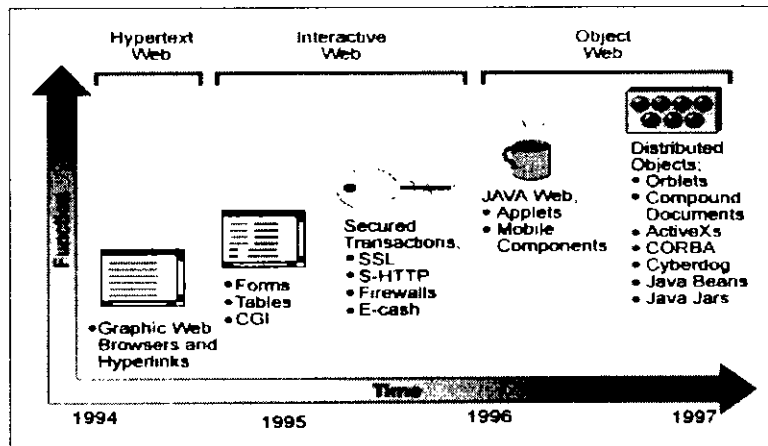 Hypertext
Web
Interactive
Web
Object
Web
Function
• Graphic Web
Browsers and
Hyperlinks
• Forms
• Tables
• CGI
Secured
Transactions,
• SSL
• S-HTTP
• Firewalls
• E-cash
JAVA Web,
• Applets
• Mobile
Components
Distributed
Objects;
• Orblets
• Compound
Documents
• ActiveXs
• CORBA
• Cyberdog
• Java Beans
• Java Jars
Time
1994
1995
1996
1997